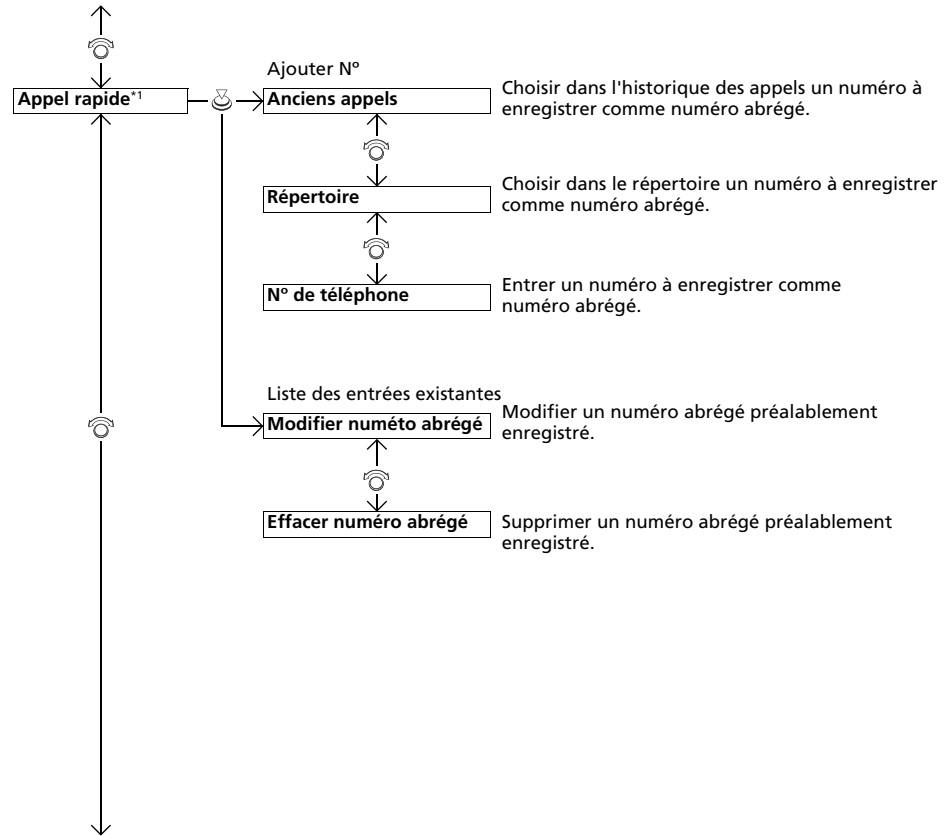 Appel rapide*1
Ajouter Nº
Anciens appels
Choisir dans l'historique des appels un numéro à
enregistrer comme numéro abrégé.
Répertoire
Choisir dans le répertoire un numéro à enregistrer
comme numéro abrégé.
Nº de téléphone
Entrer un numéro à enregistrer comme
numéro abrégé.
Liste des entrées existantes
Modifier numéto abrégé
Modifier un numéro abrégé préalablement
enregistré.
Effacer numéro abrégé
Supprimer un numéro abrégé préalablement
enregistré.